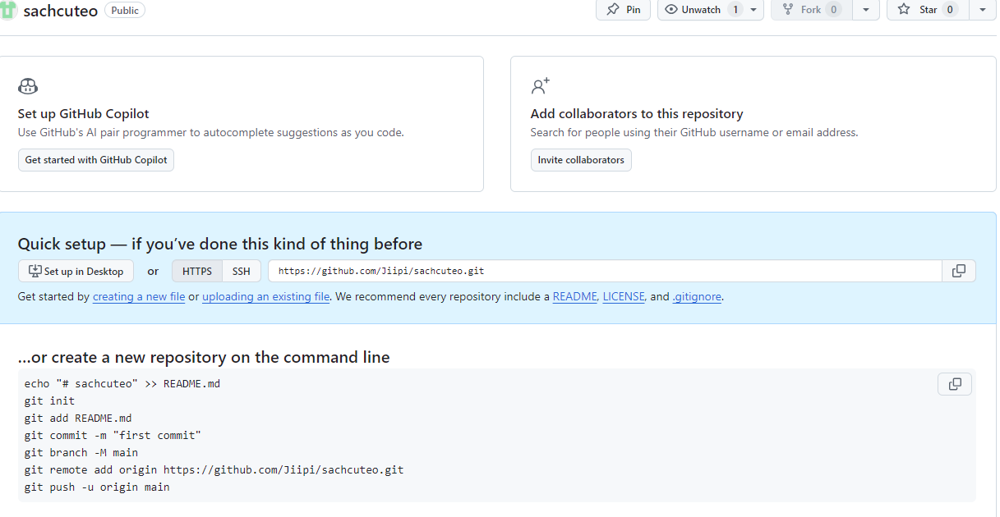 sachcuteo Public Pin Unwatch 1 Fork 0 Star 0
Set up GitHub Copilot
Use GitHub's AI pair programmer to autocomplete suggestions as you code.
Get started with GitHub Copilot
Add collaborators to this repository
Search for people using their GitHub username or email address.
Invite collaborators
Quick setup — if you’ve done this kind of thing before
Set up in Desktop or HTTPS SSH https://github.com/Jiipi/sachcuteo.git
Get started by creating a new file or uploading an existing file. We recommend every repository include a README, LICENSE, and .gitignore.
…or create a new repository on the command line
echo "# sachcuteo" >> README.md
git init
git add README.md
git commit -m "first commit"
git branch -M main
git remote add origin https://github.com/Jiipi/sachcuteo.git
git push -u origin main